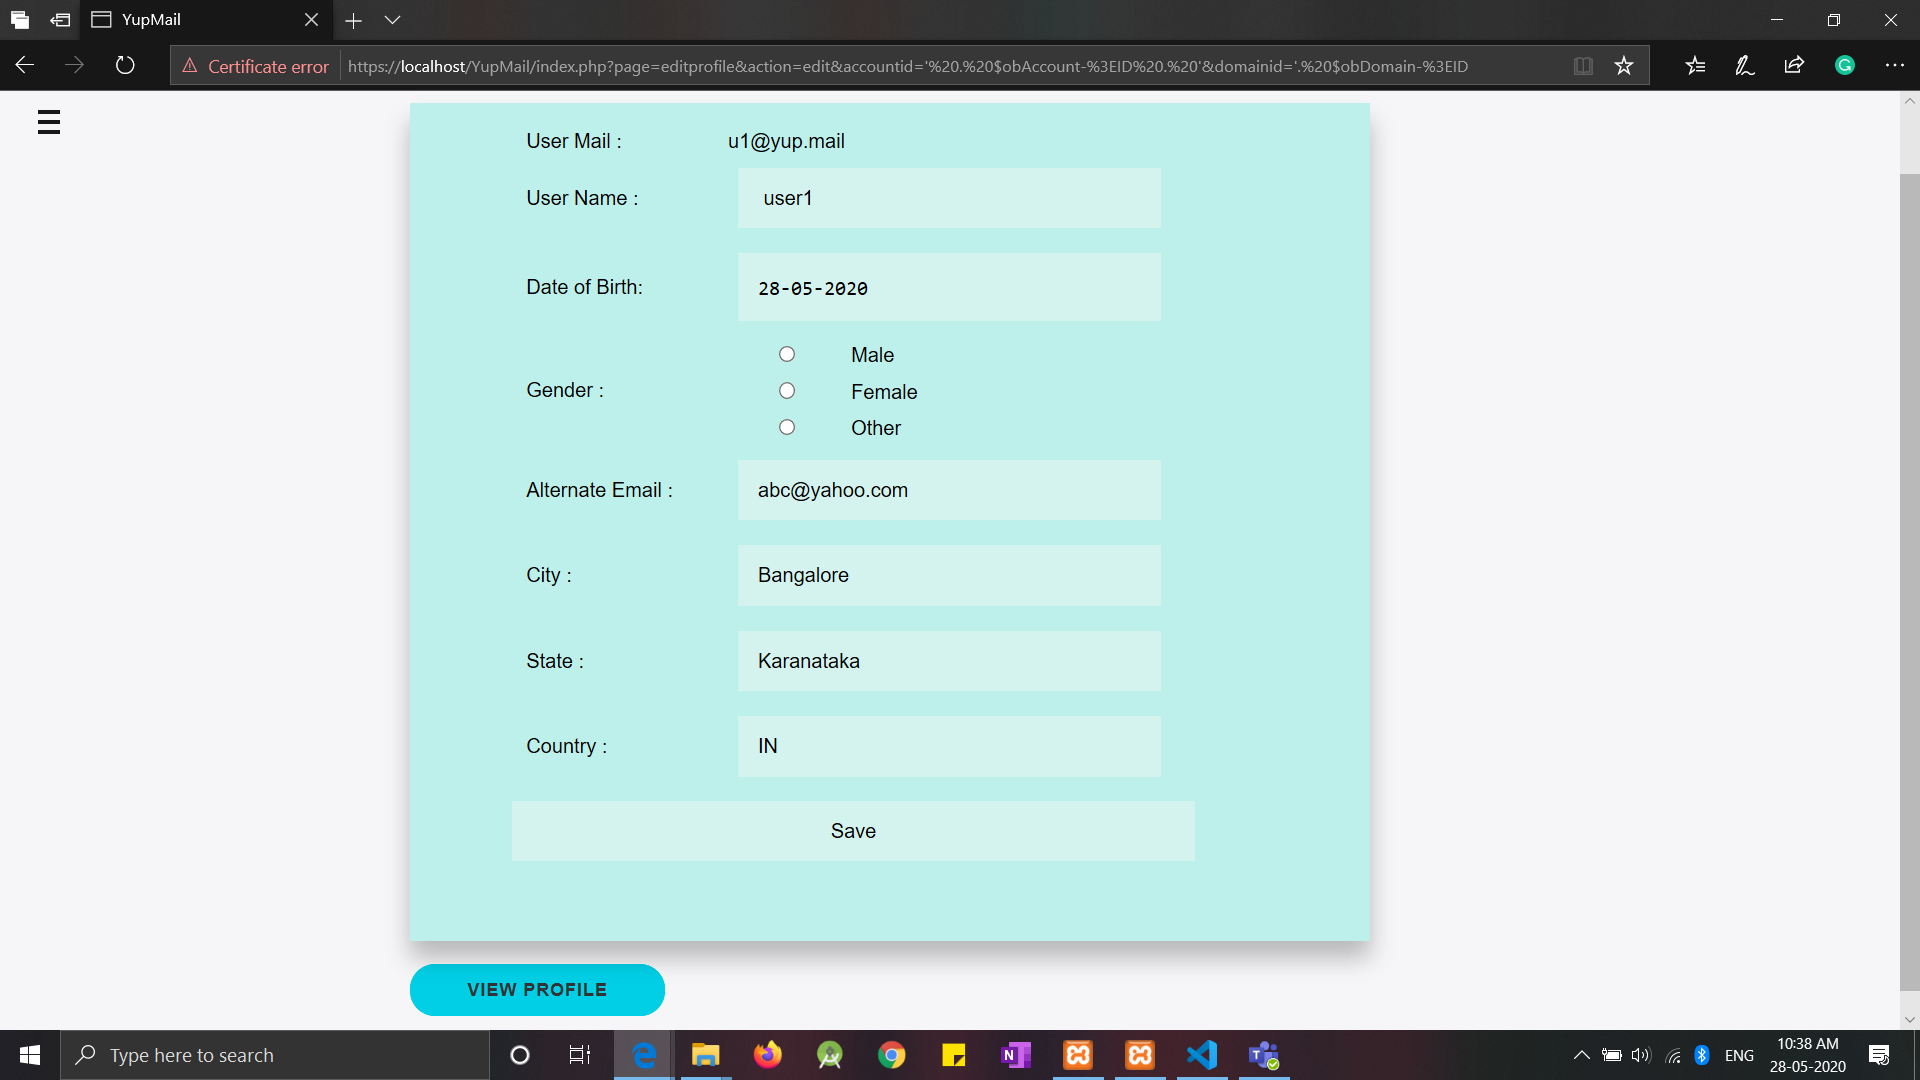 YupMail
Certificate error
https://localhost/YupMail/index.php?page=editprofile&action=edit&accountid='%20.%20$obAccount-%3EID%20.%20'&domainid='.%20$obDomain-%3EID
G
User Mail : u1@yup.mail
User Name : user1
Date of Birth: 28-05-2020
Male
Gender :
Female
Other
Alternate Email : abc@yahoo.com
City : Bangalore
State : Karanataka
Country : IN
Save
VIEW PROFILE
Type here to search
N
T
ENG
10:38 AM
28-05-2020